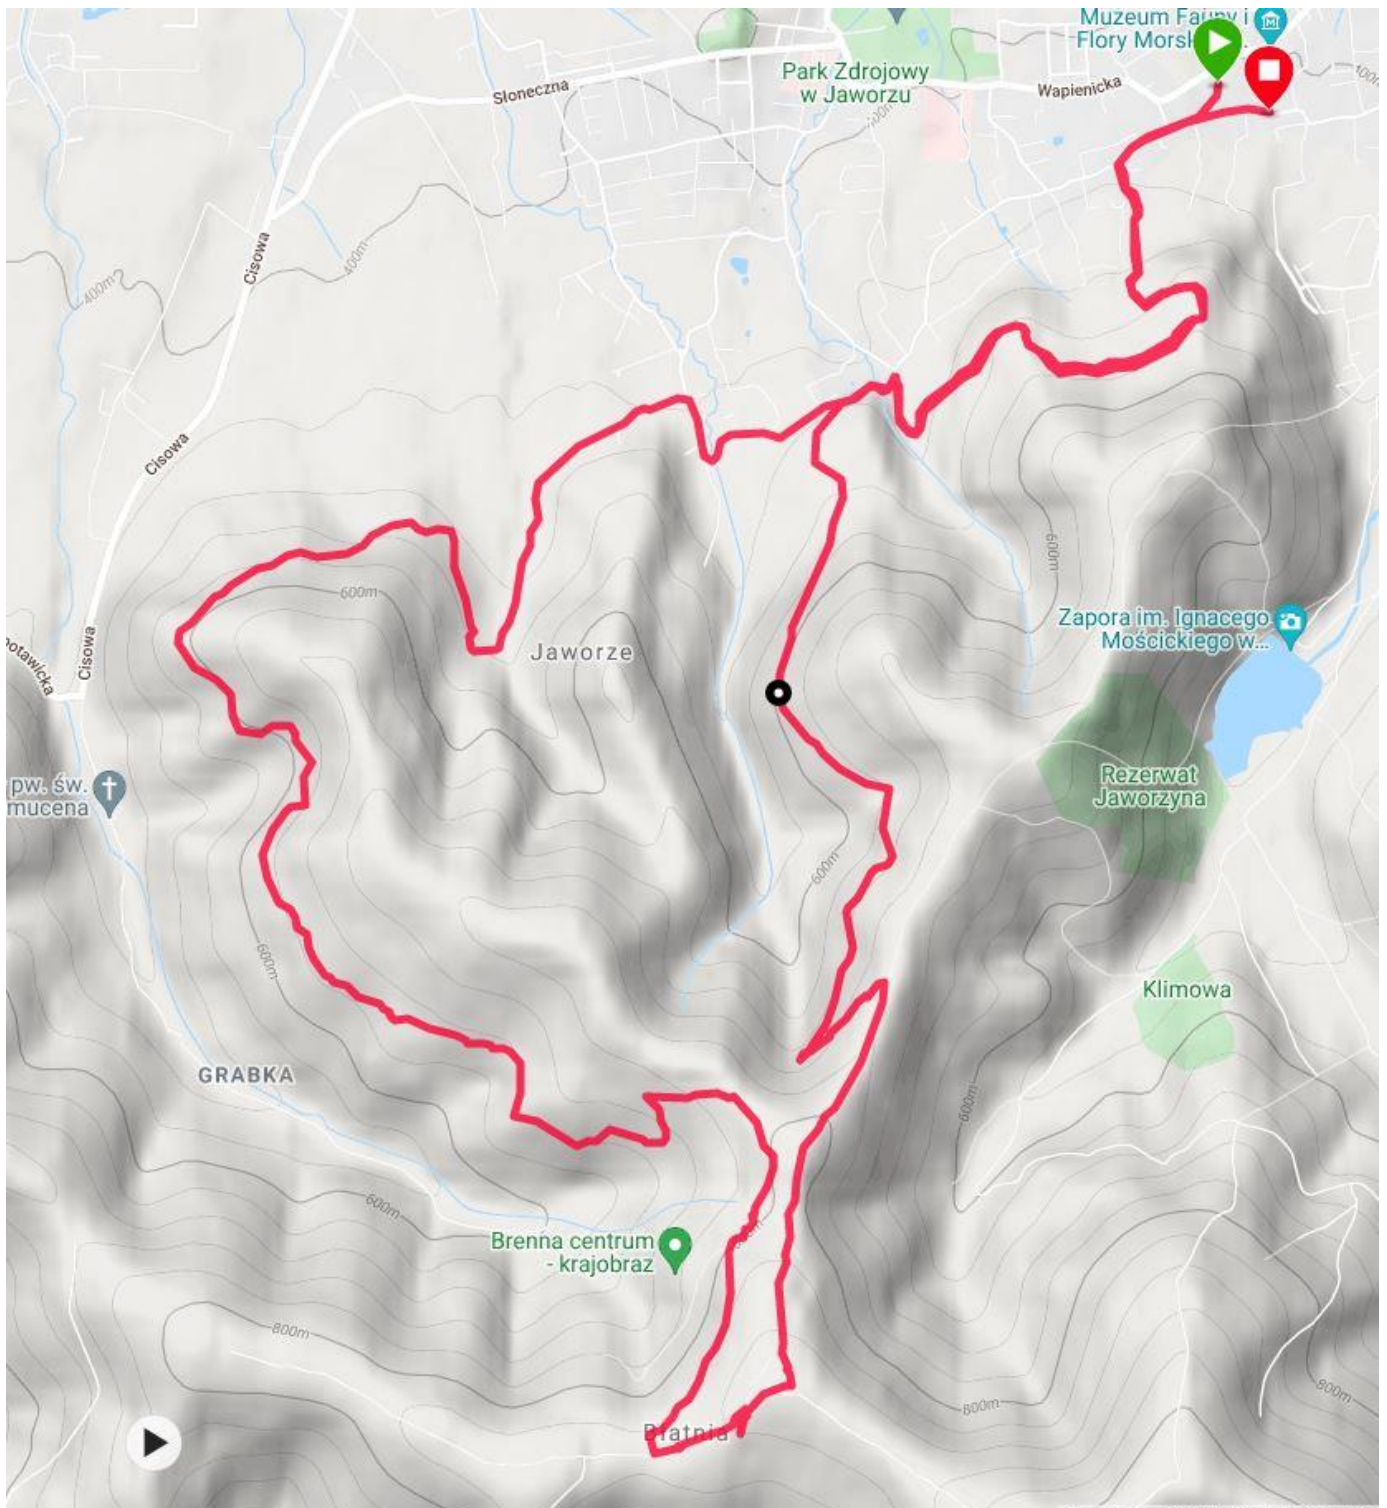 Muzeum Fauny i
Flory Morsk
Park Zdrojowy
w Jaworzu
Wapienicka
Słoneczna
400m
400m
Cisowa
400m
400m
Cisowa
600m
600m
Zapora im. Ignacego
Mościckiego w...
Jaworze
Cisowa
potawicka
Rezerwat
Jaworzyna
pw. św.
mucena
600m
600m
Klimowa
GRABKA
600m
600m
Brenna centrum
- krajobraz
800m
800m
800m
Błatnia